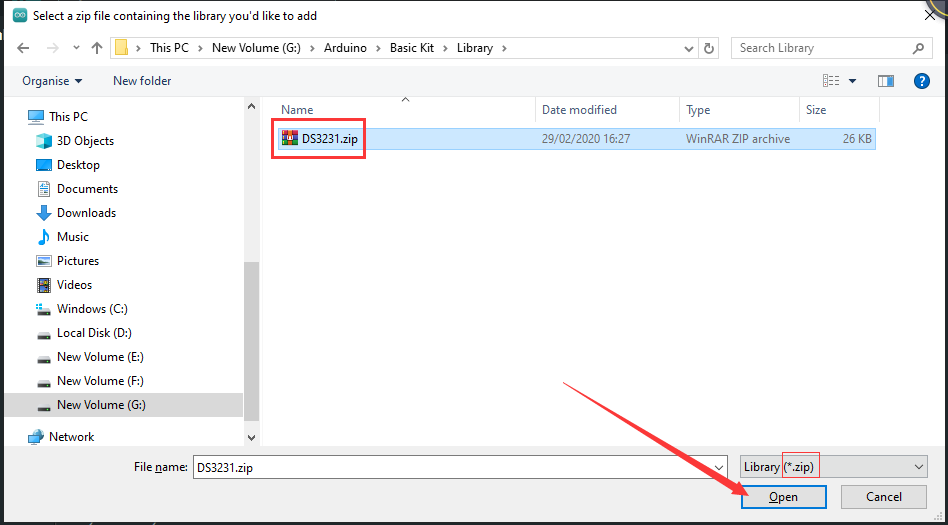 Select a zip file containing the library you'd like to add
This PC > New Volume (G:) > Arduino > Basic Kit > Library >
Search Library
Organise
New folder
Name
Date modified
Type
Size
DS3231.zip
29/02/2020 16:27
WinRAR ZIP archive
26 KB
This PC
3D Objects
Desktop
Documents
Downloads
Music
Pictures
Videos
Windows (C:)
Local Disk (D:)
New Volume (E:)
New Volume (F:)
New Volume (G:)
Network
File name:
DS3231.zip
Library (*.zip)
Open
Cancel